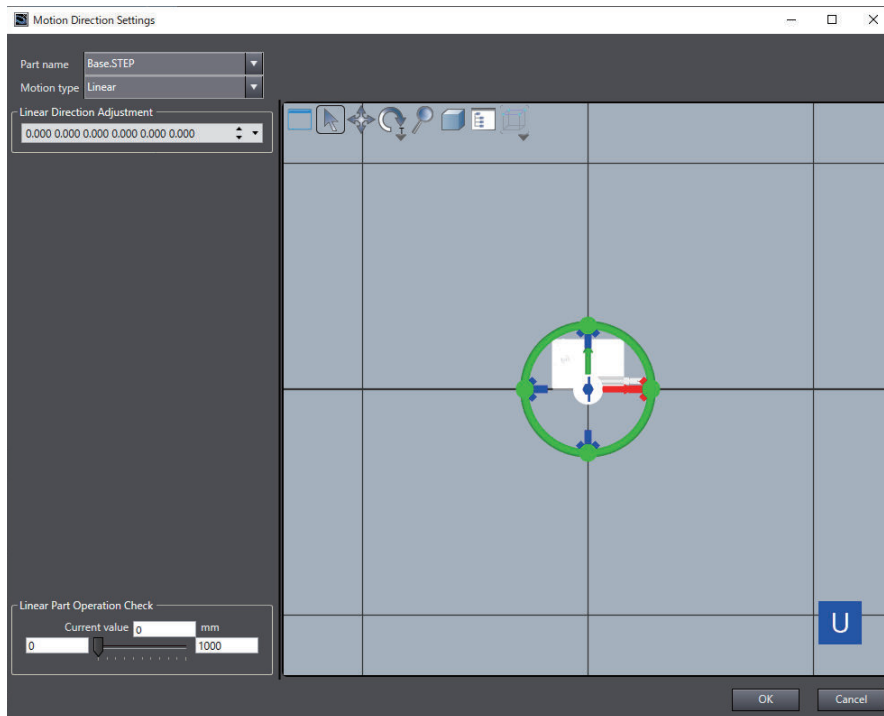 Motion Direction Settings
Part name Base.STEP
Motion type Linear
Linear Direction Adjustment
0.000 0.000 0.000 0.000 0.000 0.000
Linear Part Operation Check
Current value 0 mm
0 1000
U
OK Cancel